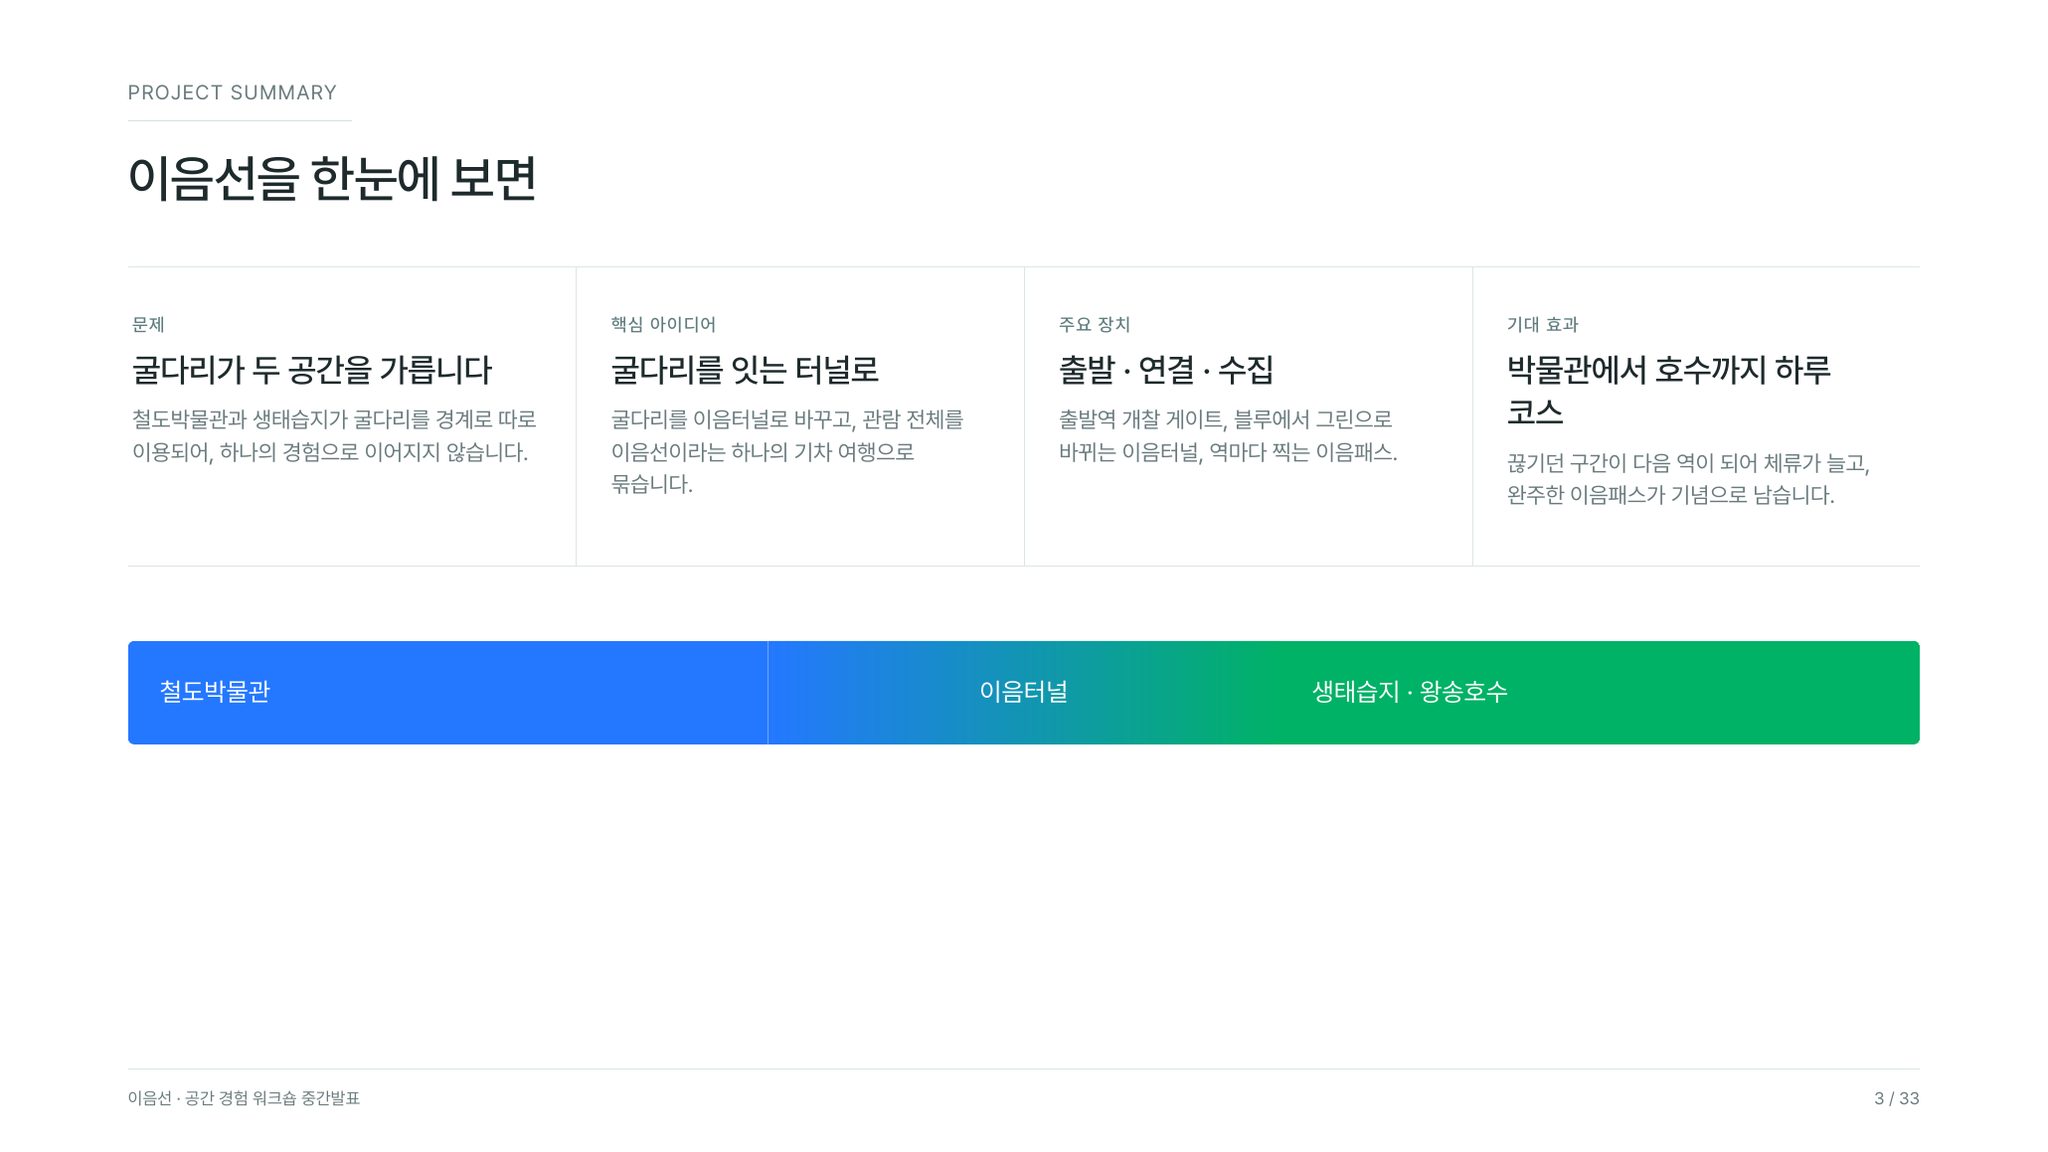 PROJECT SUMMARY
이음선을 한눈에 보면
문제
굴다리가 두 공간을 가릅니다
철도박물관과 생태습지가 굴다리를 경계로 따로
이용되어, 하나의 경험으로 이어지지 않습니다.
핵심 아이디어
굴다리를 잇는 터널로
굴다리를 이음터널로 바꾸고, 관람 전체를
이음선이라는 하나의 기차 여행으로
묶습니다.
주요 장치
출발 · 연결 · 수집
출발역 개찰 게이트, 블루에서 그린으로
바뀌는 이음터널, 역마다 찍는 이음패스.
기대 효과
박물관에서 호수까지 하루
코스
끊기던 구간이 다음 역이 되어 체류가 늘고,
완주한 이음패스가 기념으로 남습니다.
철도박물관
이음터널
생태습지 · 왕송호수
이음선 · 공간 경험 워크숍 중간발표
3 / 33